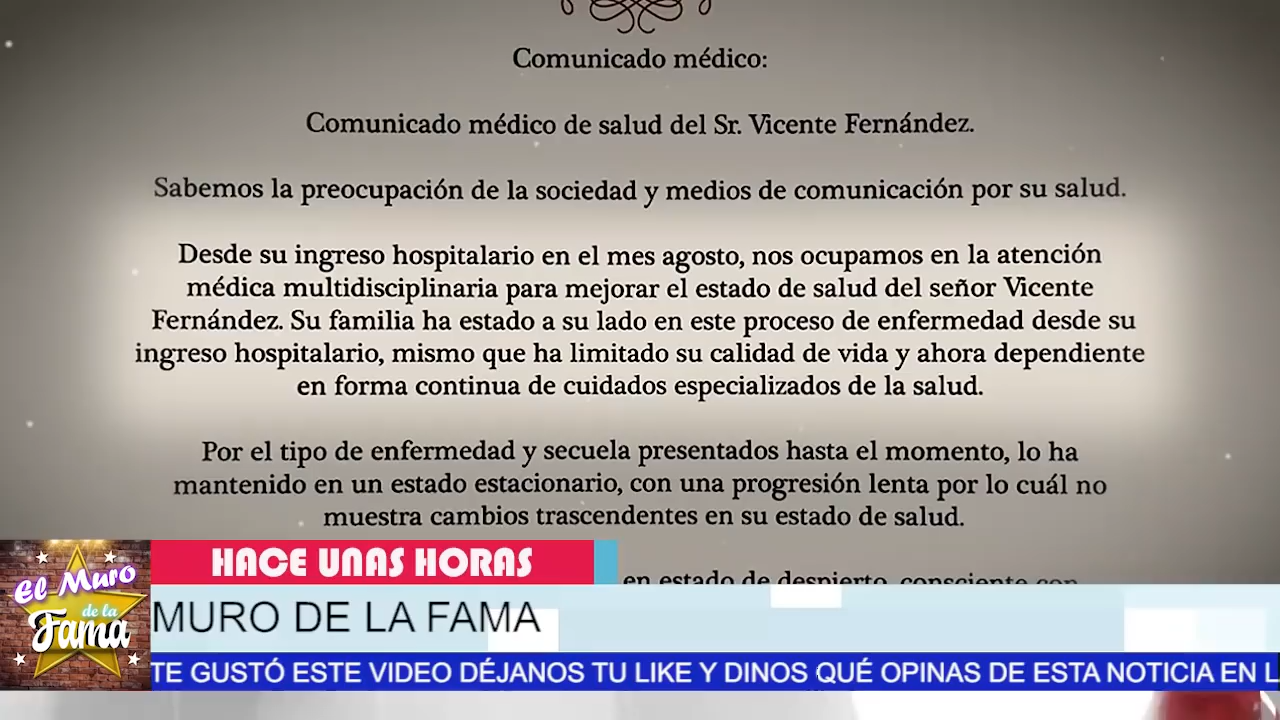 Comunicado médico:
Comunicado médico de salud del Sr. Vicente Fernández.
Sabemos la preocupación de la sociedad y medios de comunicación por su salud.
Desde su ingreso hospitalario en el mes agosto, nos ocupamos en la atención
médica multidisciplinaria para mejorar el estado de salud del señor Vicente
Fernández. Su familia ha estado a su lado en este proceso de enfermedad desde su
ingreso hospitalario, mismo que ha limitado su calidad de vida y ahora dependiente
en forma continua de cuidados especializados de la salud.
Por el tipo de enfermedad y secuela presentados hasta el momento, lo ha
mantenido en un estado estacionario, con una progresión lenta por lo cuál no
muestra cambios trascendentes en su estado de salud.
en estado de despierto, consciente con
HACE UNAS HORAS
El Muro
de la
Fama
MURO DE LA FAMA
TE GUSTÓ ESTE VIDEO DÉJANOS TU LIKE Y DINOS QUÉ OPINAS DE ESTA NOTICIA EN L